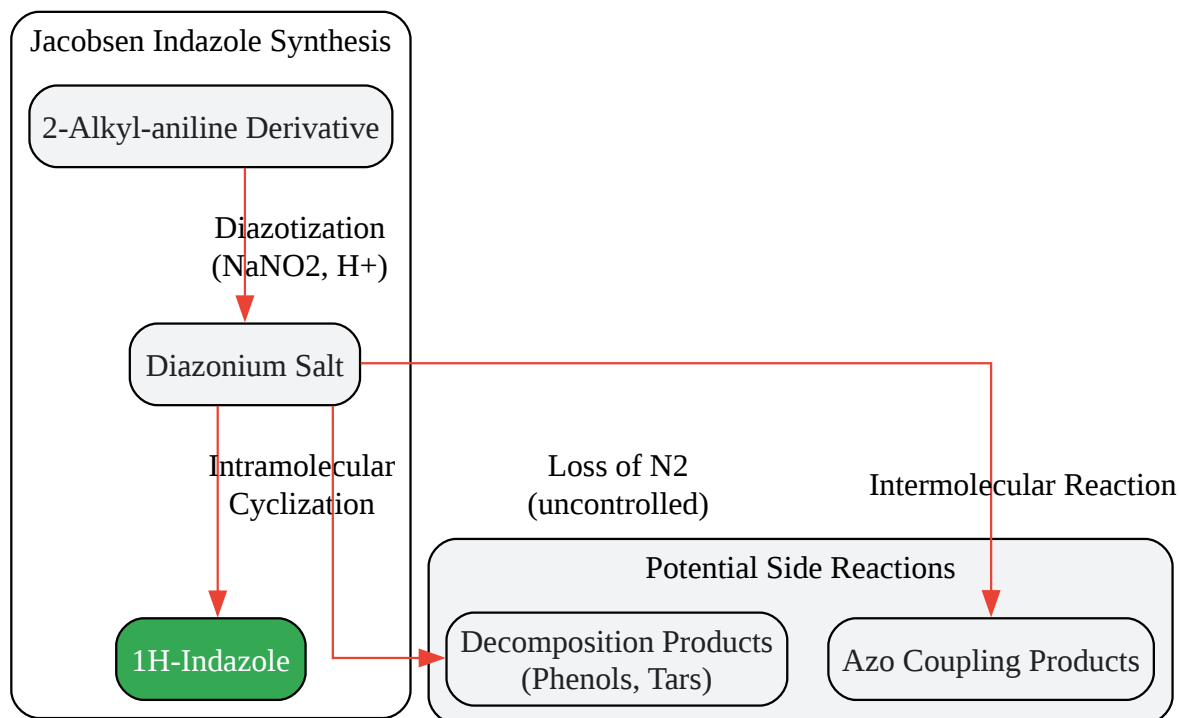 Jacobsen Indazole Synthesis
2-Alkyl-aniline Derivative
Diazotization
(NaNO2, H+)
Diazonium Salt
Intramolecular
Cyclization
Loss of N2
(uncontrolled)
Intermolecular Reaction
Potential Side Reactions
1H-Indazole
Decomposition Products
(Phenols, Tars)
Azo Coupling Products